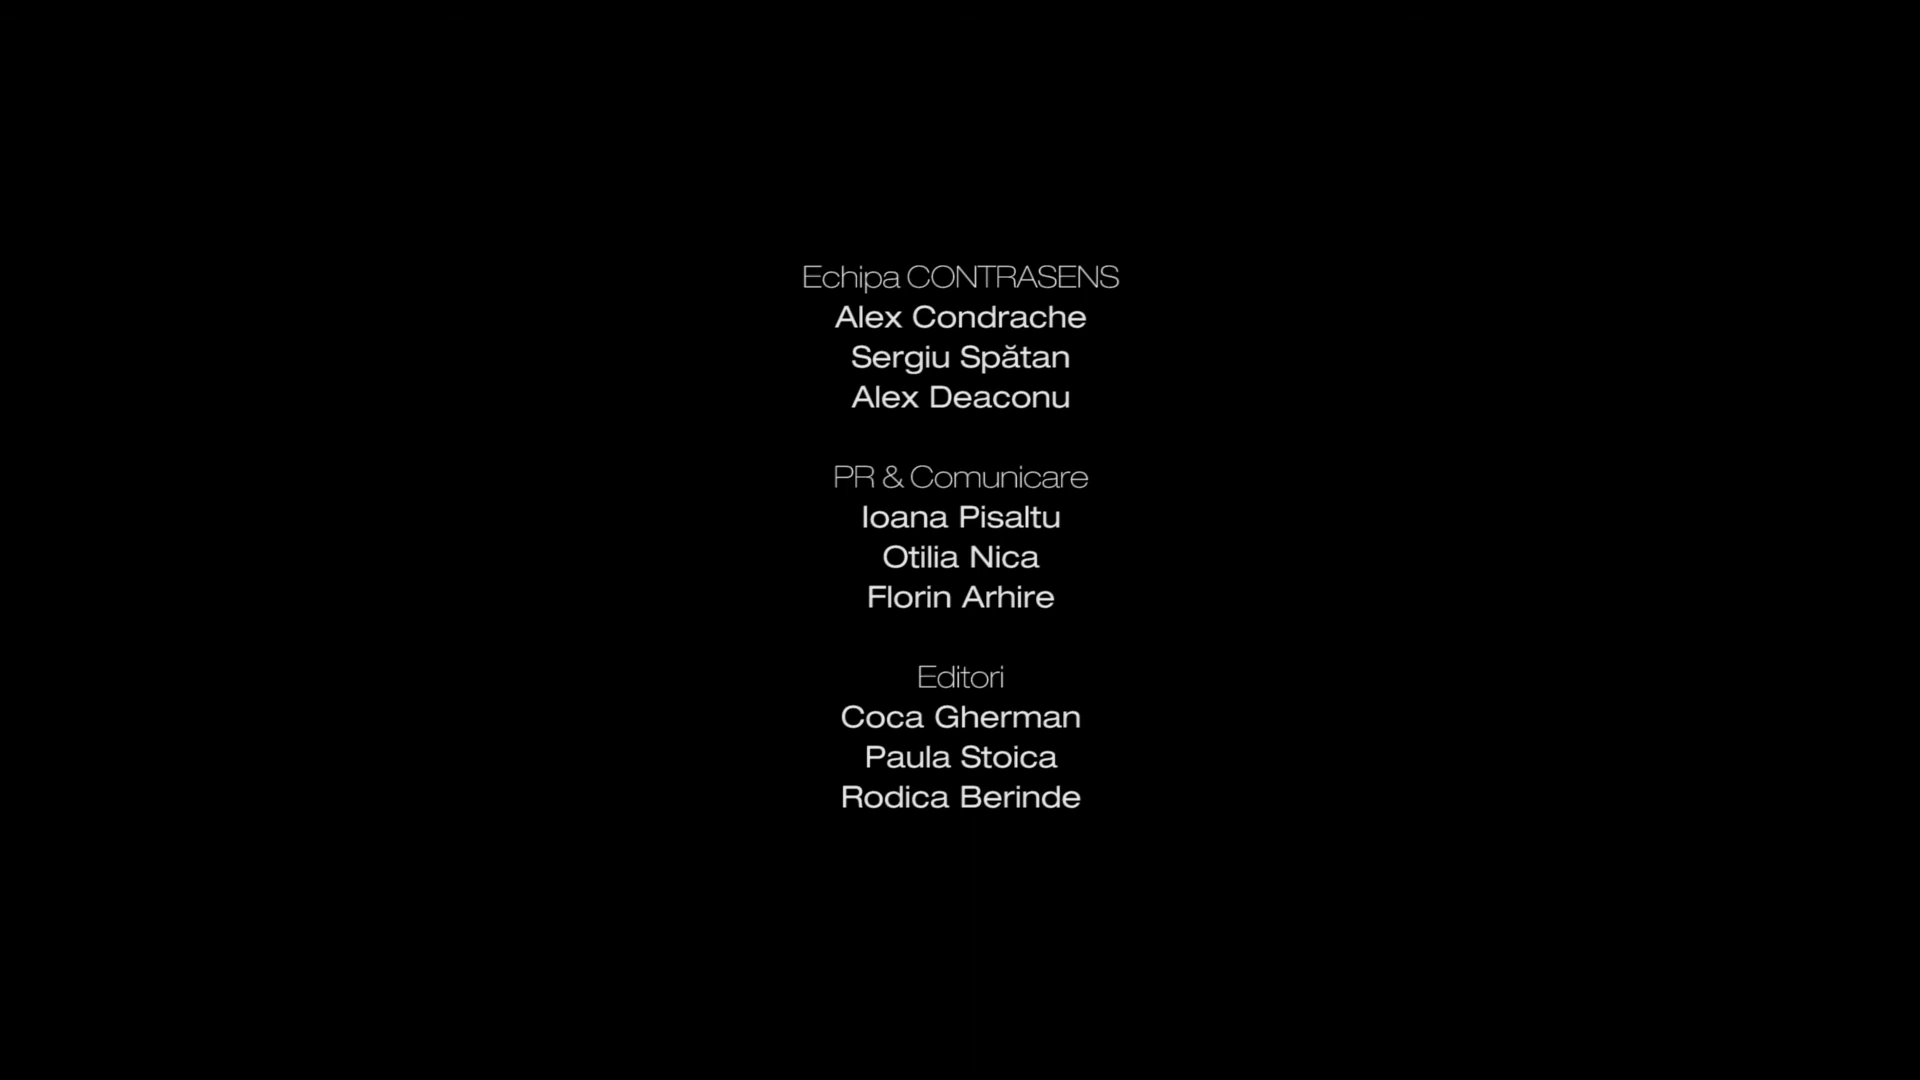 Echipa CONTRASENS
Alex Condrache
Sergiu Spătan
Alex Deaconu
PR & Comunicare
Ioana Pisaltu
Otilia Nica
Florin Arhire
Editori
Coca Gherman
Paula Stoica
Rodica Berinde